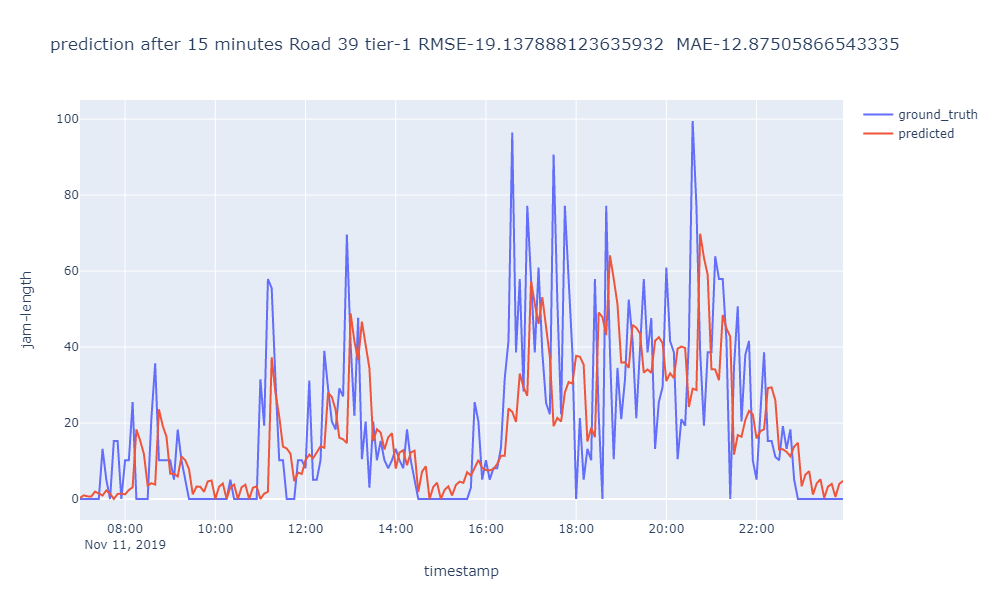 prediction after 15 minutes Road 39 tier-1 RMSE-19.137888123635932  MAE-12.87505866543335
ground_truth
predicted
100
80
60
40
20
0
jam-length
08:00 10:00 12:00 14:00 16:00 18:00 20:00 22:00
Nov 11, 2019
timestamp